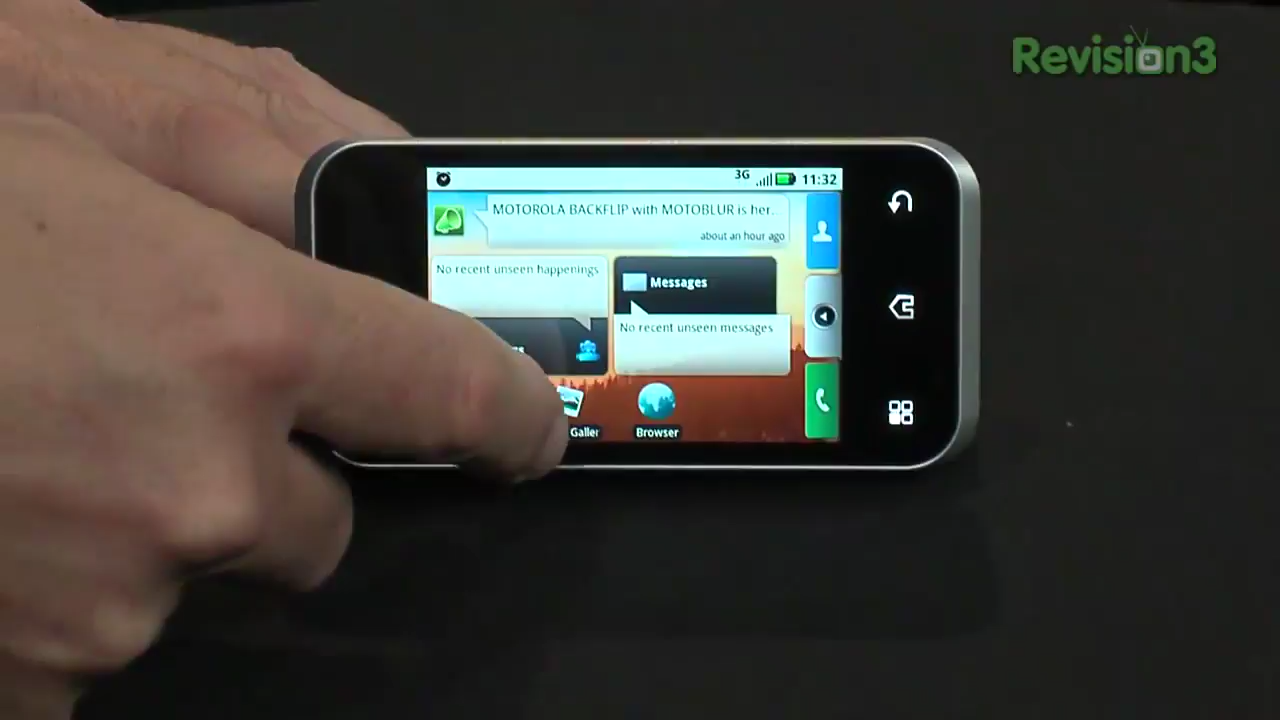 Revision3
3G 11:32
MOTOROLA BACKFLIP with MOTOBLUR is her...
about an hour ago
No recent unseen happenings
Messages
No recent unseen messages
Galler
Browser